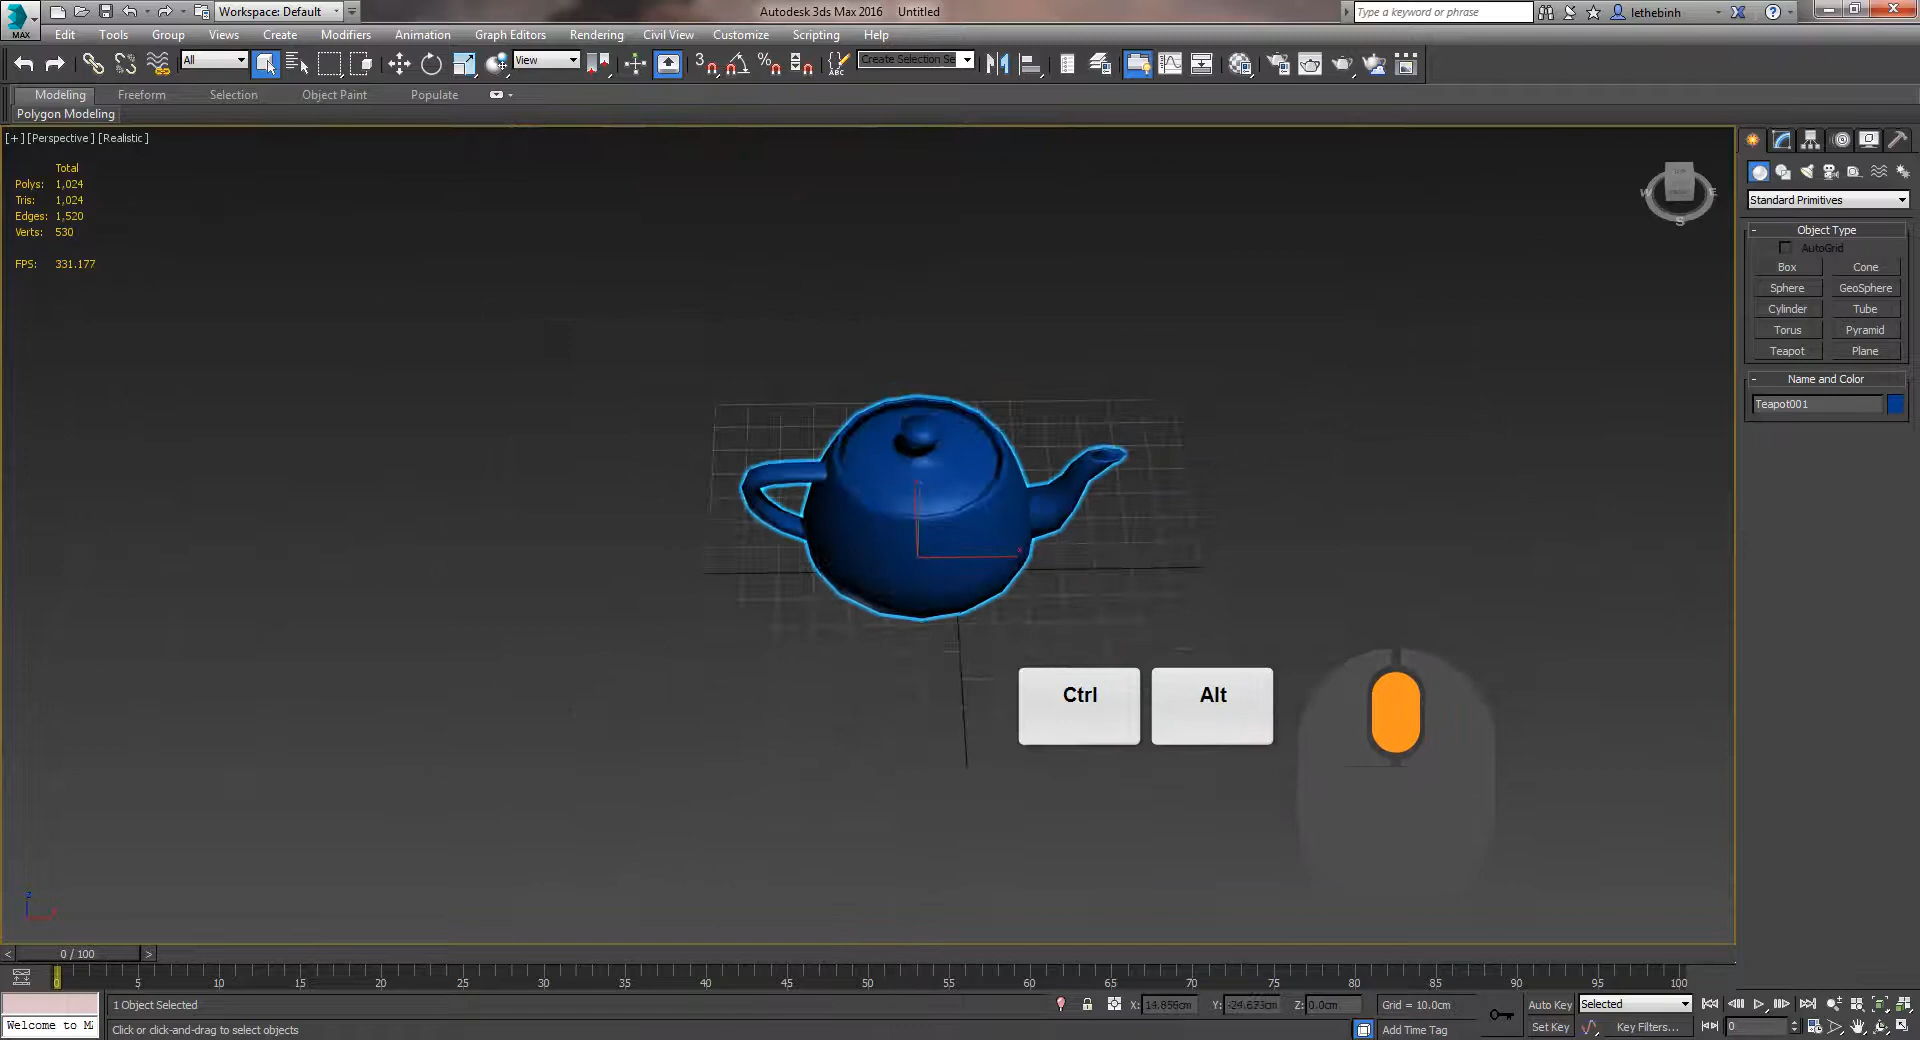 Workspace: Default
Autodesk 3ds Max 2016 Untitled
Type a keyword or phrase
lethebinh
MAX
Edit Tools Group Views Create Modifiers Animation Graph Editors Rendering Civil View Customize Scripting Help
All
View
3
ABC
Create Selection Se
Modeling Freeform Selection Object Paint Populate
Polygon Modeling
[+] [Perspective] [Realistic]
Total
Polys: 1,024
Tris: 1,024
Edges: 1,520
Verts: 530
FPS: 331.177
W E
S
Standard Primitives
Object Type
AutoGrid
Box Cone
Sphere GeoSphere
Cylinder Tube
Torus Pyramid
Teapot Plane
Name and Color
Teapot001
Ctrl Alt
z
x
0 / 100
0 5 10 15 20 25 30 35 40 45 50 55 60 65 70 75 80 85 90 95 100
1 Object Selected
X: 14.856cm Y: -24.673cm Z: 0.0cm
Grid = 10.0cm
Auto Key
Selected
Welcome to M
Click or click-and-drag to select objects
Add Time Tag
Set Key
Key Filters...
0